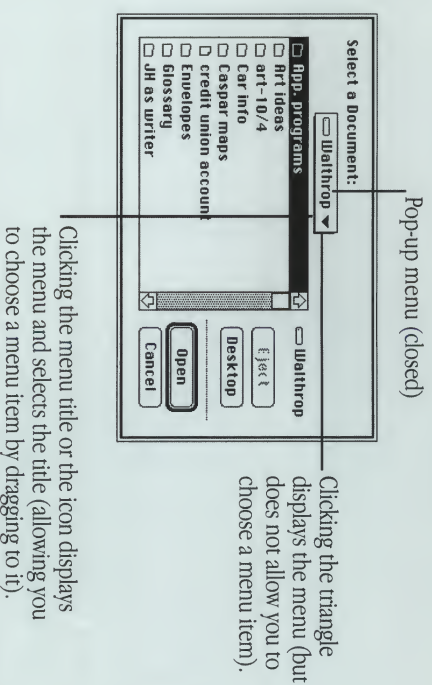 Pop-up menu (closed)
Select a Document:
Walthrop
App. programs
Art ideas
art-10/4
Car info
Caspar maps
credit union account
Envelopes
Glossary
JH as writer
Walthrop
Eject
Desktop
Open
Cancel
Clicking the triangle
displays the menu (but
does not allow you to
choose a menu item).
Clicking the menu title or the icon displays
the menu and selects the title (allowing you
to choose a menu item by dragging to it).